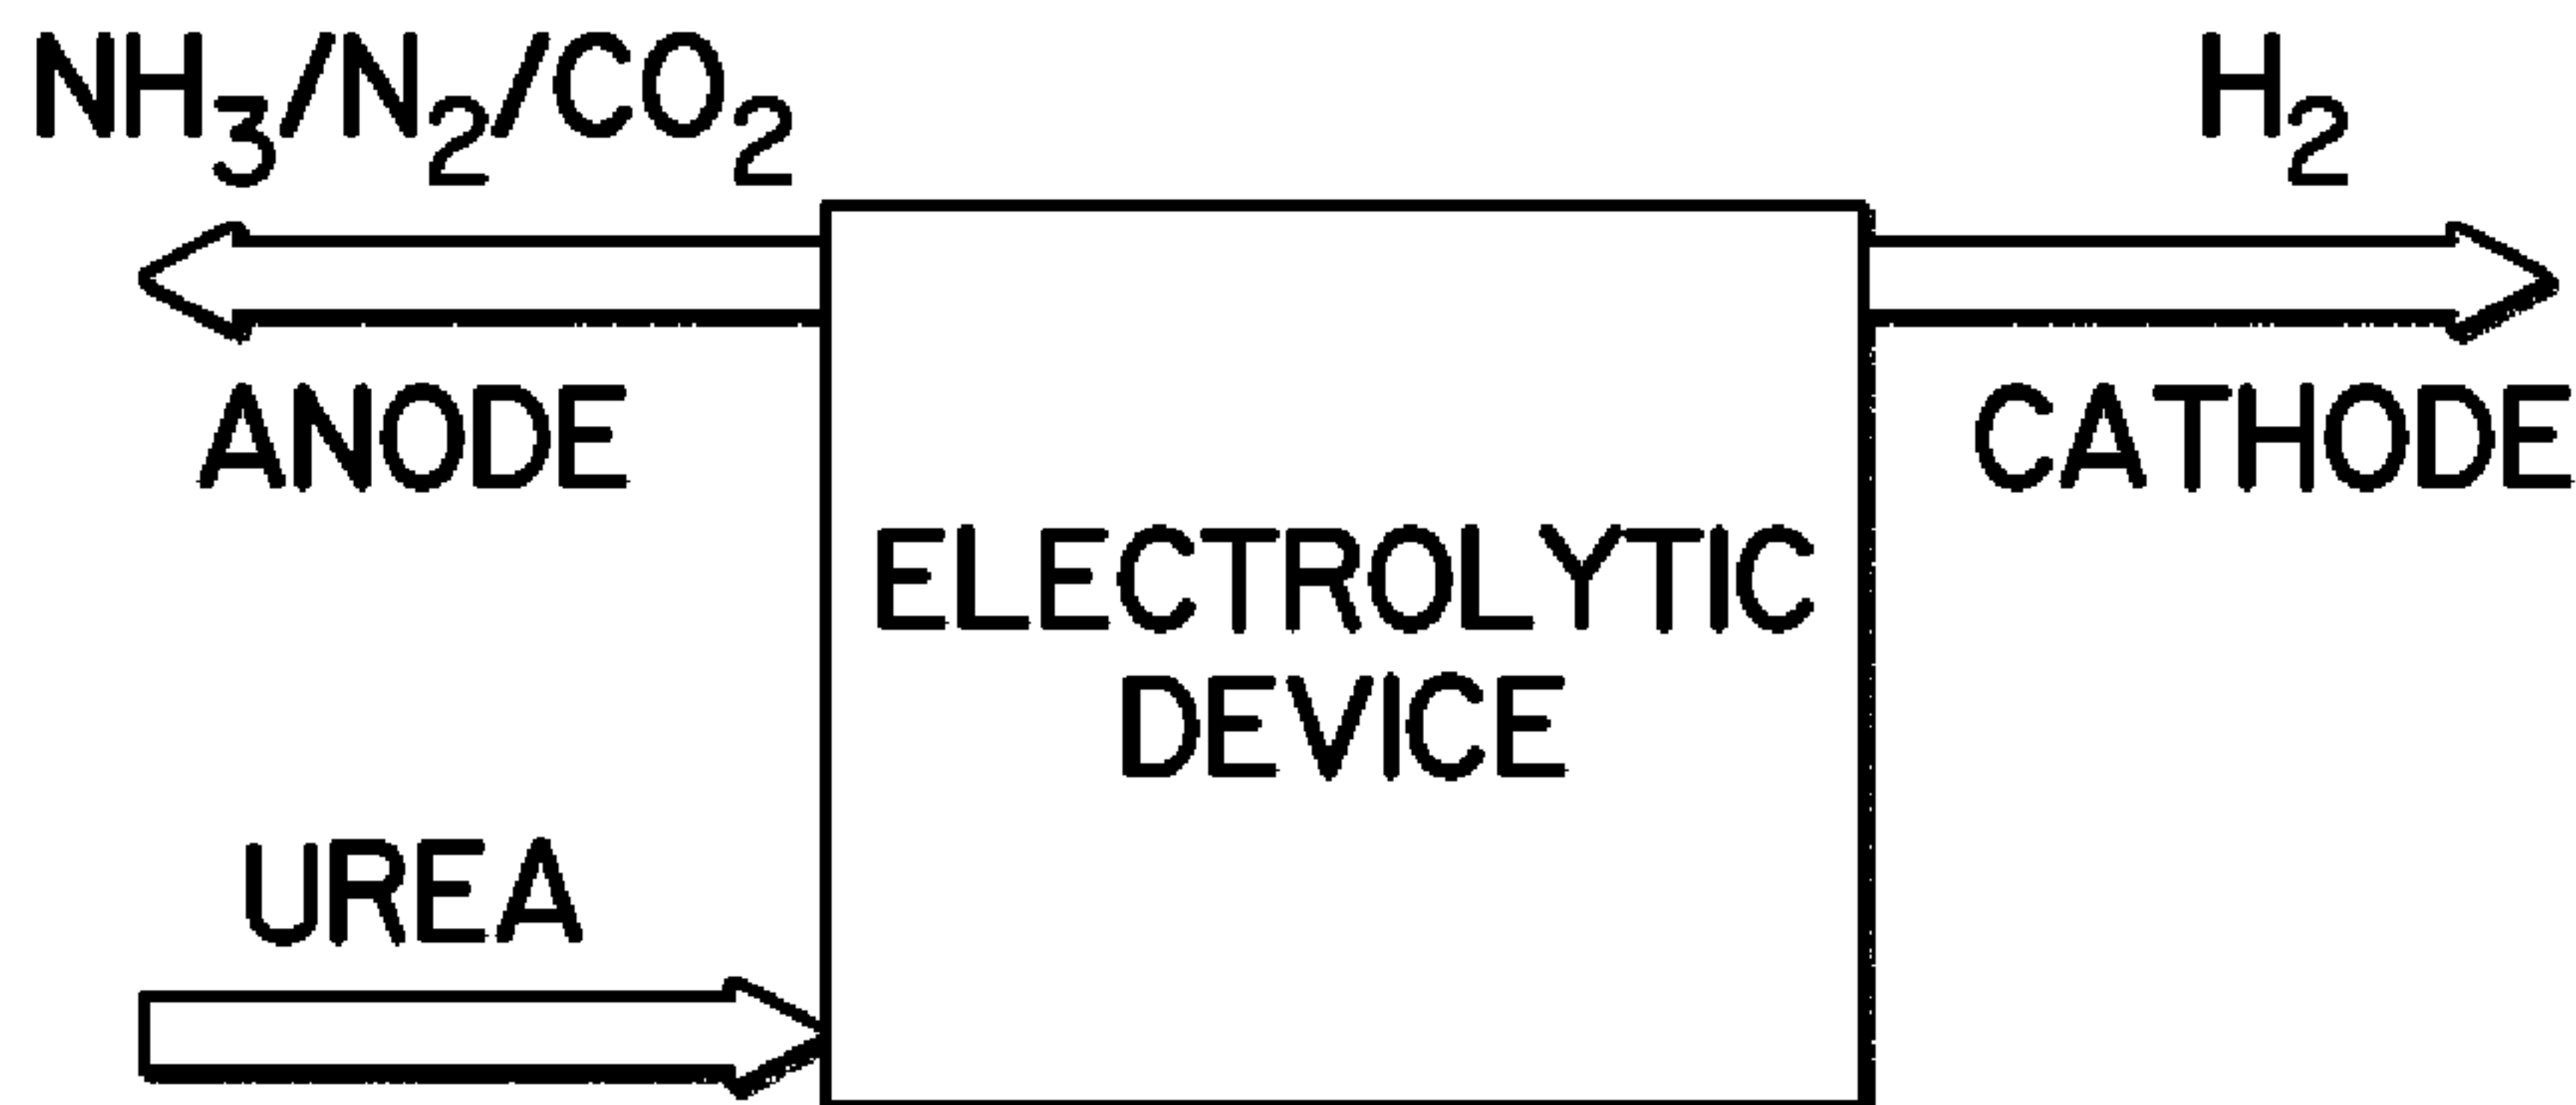 NH₃/N₂/CO₂
H₂
ANODE
CATHODE
ELECTROLYTIC
DEVICE
UREA